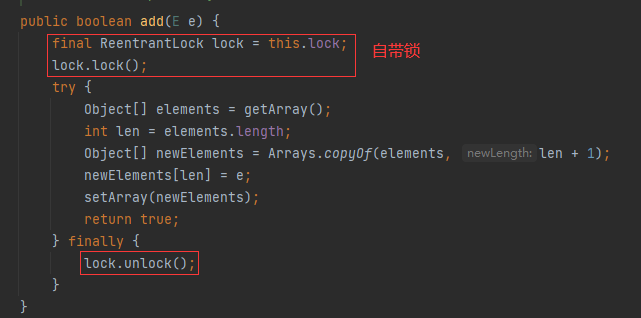 public boolean add(E e) {
final ReentrantLock lock = this.lock;
自带锁
lock.lock();
try {
Object[] elements = getArray();
int len = elements.length;
Object[] newElements = Arrays.copyOf(elements, newLength: len + 1);
newElements[len] = e;
setArray(newElements);
return true;
} finally {
lock.unlock();
}
}